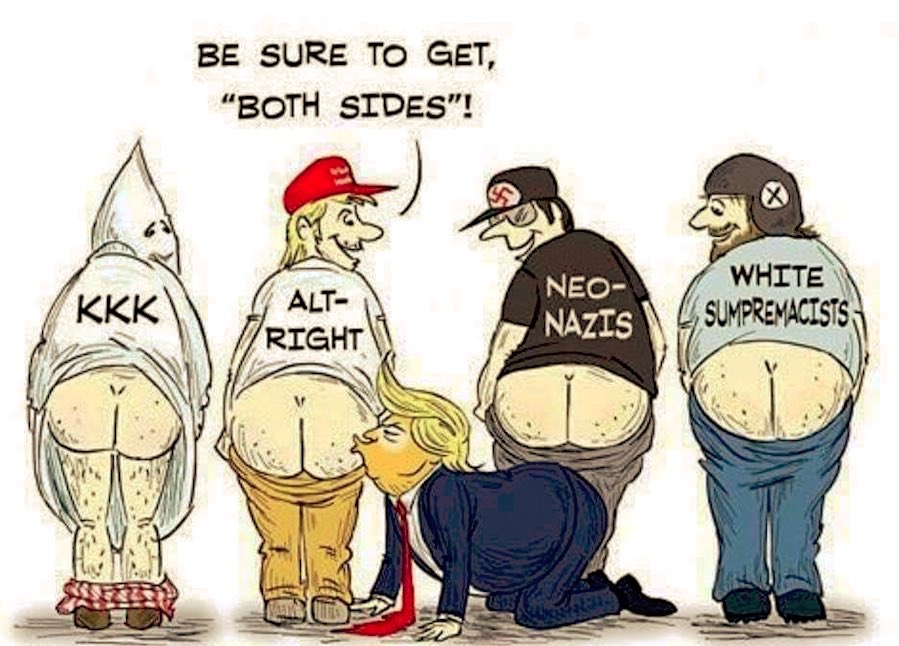 BE SURE TO GET,
"BOTH SIDES"!
KKK
ALT-
RIGHT
NEO-
NAZIS
WHITE
SUMPREMACISTS
X